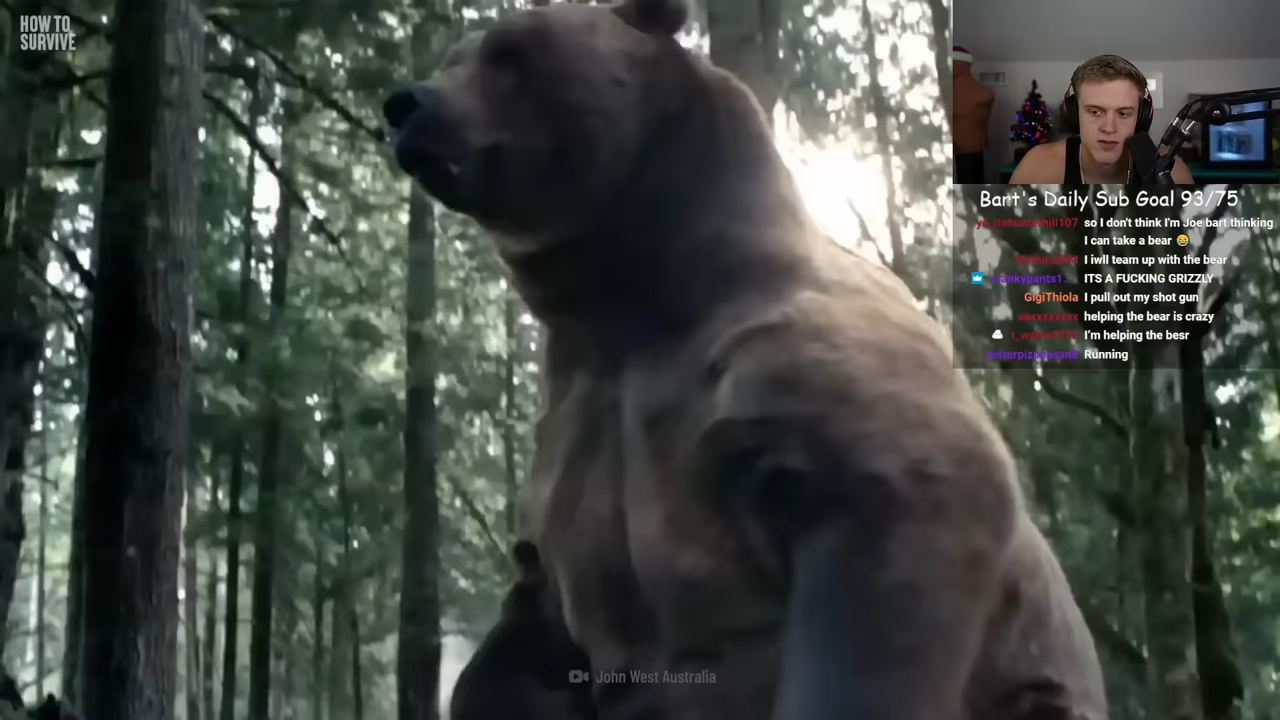 HOW TO
SURVIVE
Bart's Daily Sub Goal 93/75
so I don't think I'm Joe bart thinking
I can take a bear 😂
I iwll team up with the bear
ITS A FUCKING GRIZZLY
GigiThiola I pull out my shot gun
helping the bear is crazy
I'm helping the besr
Running
John West Australia